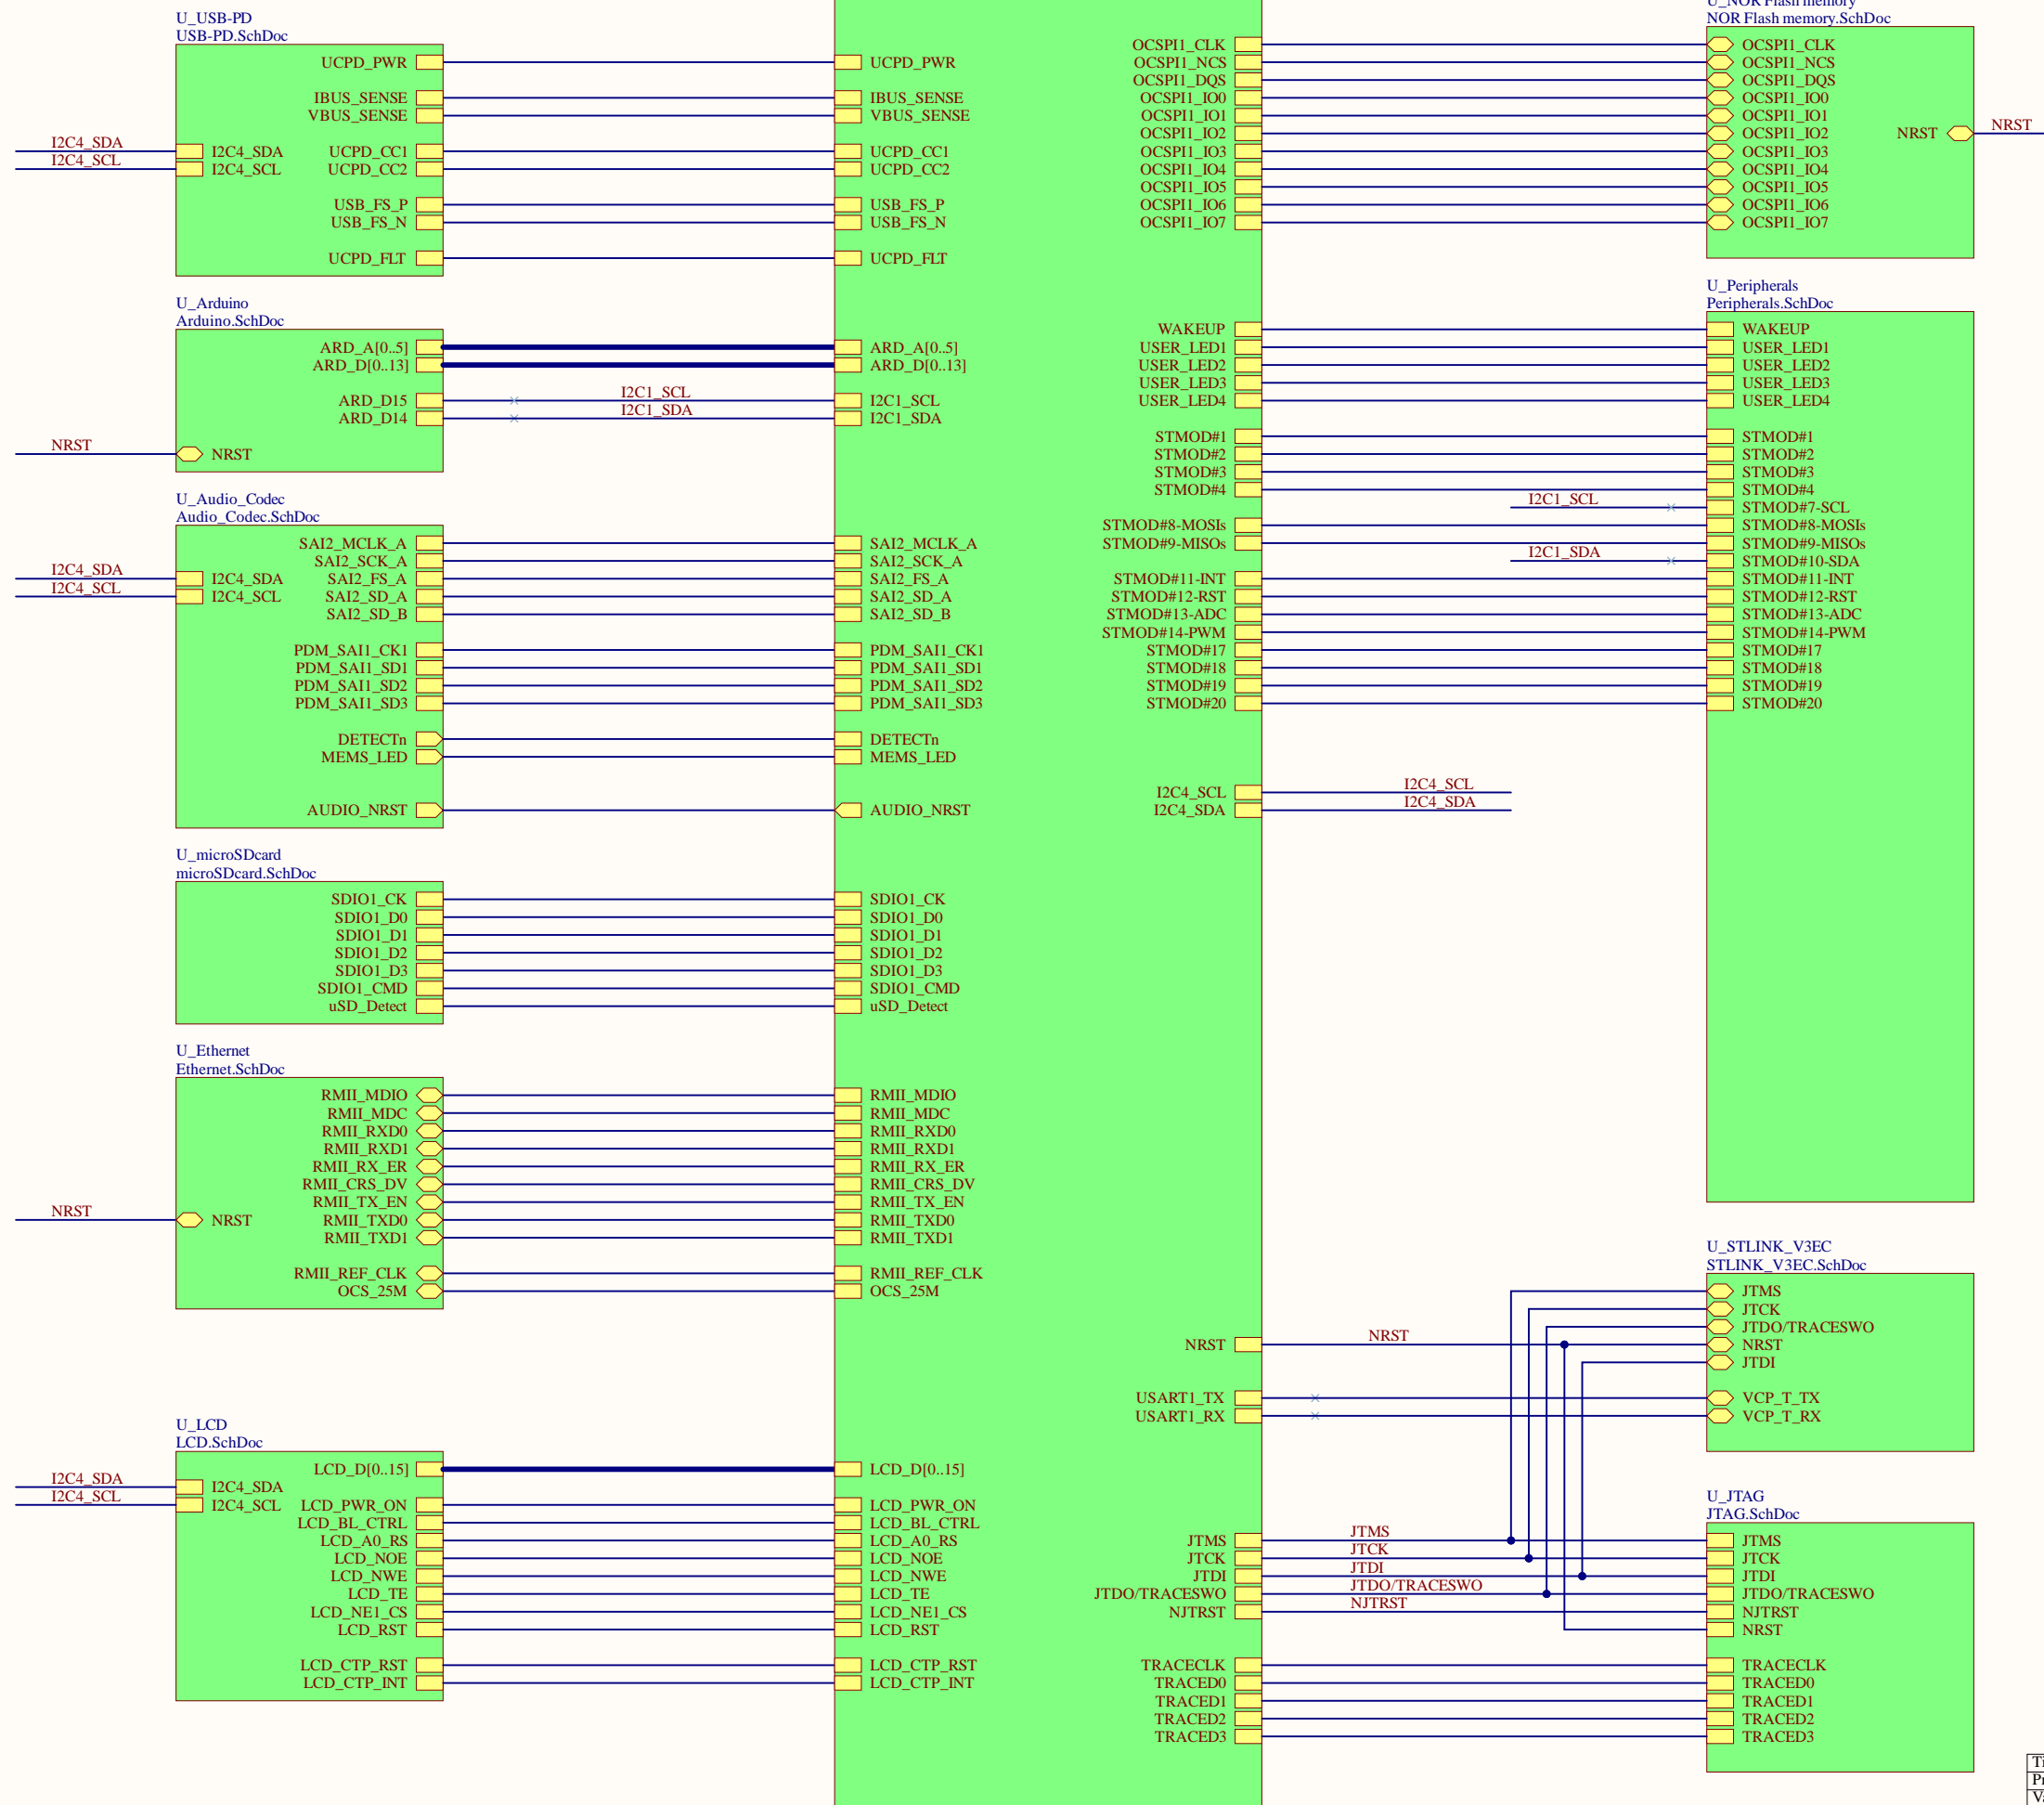 U_USB-PD
USB-PD.SchDoc
UCPD_PWR
IBUS_SENSE
VBUS_SENSE
I2C4_SDA
I2C4_SCL
I2C4_SDA
I2C4_SCL
UCPD_CC1
UCPD_CC2
USB_FS_P
USB_FS_N
UCPD_FLT
U_Arduino
Arduino.SchDoc
ARD_A[0..5]
ARD_D[0..13]
ARD_D15
ARD_D14
I2C1_SCL
I2C1_SDA
NRST
NRST
U_Audio_Codec
Audio_Codec.SchDoc
SAI2_MCLK_A
SAI2_SCK_A
SAI2_FS_A
SAI2_SD_A
SAI2_SD_B
I2C4_SDA
I2C4_SCL
I2C4_SDA
I2C4_SCL
PDM_SAI1_CK1
PDM_SAI1_SD1
PDM_SAI1_SD2
PDM_SAI1_SD3
DETECTn
MEMS_LED
AUDIO_NRST
U_microSDcard
microSDcard.SchDoc
SDIO1_CK
SDIO1_D0
SDIO1_D1
SDIO1_D2
SDIO1_D3
SDIO1_CMD
uSD_Detect
U_Ethernet
Ethernet.SchDoc
RMII_MDIO
RMII_MDC
RMII_RXD0
RMII_RXD1
RMII_RX_ER
RMII_CRS_DV
RMII_TX_EN
RMII_TXD0
RMII_TXD1
NRST
NRST
RMII_REF_CLK
OCS_25M
U_LCD
LCD.SchDoc
LCD_D[0..15]
I2C4_SDA
I2C4_SCL
I2C4_SDA
I2C4_SCL
LCD_PWR_ON
LCD_BL_CTRL
LCD_A0_RS
LCD_NOE
LCD_NWE
LCD_TE
LCD_NE1_CS
LCD_RST
LCD_CTP_RST
LCD_CTP_INT
UCPD_PWR
IBUS_SENSE
VBUS_SENSE
UCPD_CC1
UCPD_CC2
USB_FS_P
USB_FS_N
UCPD_FLT
ARD_A[0..5]
ARD_D[0..13]
I2C1_SCL
I2C1_SDA
SAI2_MCLK_A
SAI2_SCK_A
SAI2_FS_A
SAI2_SD_A
SAI2_SD_B
PDM_SAI1_CK1
PDM_SAI1_SD1
PDM_SAI1_SD2
PDM_SAI1_SD3
DETECTn
MEMS_LED
AUDIO_NRST
SDIO1_CK
SDIO1_D0
SDIO1_D1
SDIO1_D2
SDIO1_D3
SDIO1_CMD
uSD_Detect
RMII_MDIO
RMII_MDC
RMII_RXD0
RMII_RXD1
RMII_RX_ER
RMII_CRS_DV
RMII_TX_EN
RMII_TXD0
RMII_TXD1
RMII_REF_CLK
OCS_25M
LCD_D[0..15]
LCD_PWR_ON
LCD_BL_CTRL
LCD_A0_RS
LCD_NOE
LCD_NWE
LCD_TE
LCD_NE1_CS
LCD_RST
LCD_CTP_RST
LCD_CTP_INT
OCSPI1_CLK
OCSPI1_NCS
OCSPI1_DQS
OCSPI1_IO0
OCSPI1_IO1
OCSPI1_IO2
OCSPI1_IO3
OCSPI1_IO4
OCSPI1_IO5
OCSPI1_IO6
OCSPI1_IO7
WAKEUP
USER_LED1
USER_LED2
USER_LED3
USER_LED4
STMOD#1
STMOD#2
STMOD#3
STMOD#4
STMOD#8-MOSIs
STMOD#9-MISOs
STMOD#11-INT
STMOD#12-RST
STMOD#13-ADC
STMOD#14-PWM
STMOD#17
STMOD#18
STMOD#19
STMOD#20
I2C4_SCL
I2C4_SDA
I2C4_SCL
I2C4_SDA
NRST
NRST
USART1_TX
USART1_RX
JTMS
JTCK
JTDI
JTDO/TRACESWO
NJTRST
JTMS
JTCK
JTDI
JTDO/TRACESWO
NJTRST
TRACECLK
TRACED0
TRACED1
TRACED2
TRACED3
U_NOR Flash memory
NOR Flash memory.SchDoc
OCSPI1_CLK
OCSPI1_NCS
OCSPI1_DQS
OCSPI1_IO0
OCSPI1_IO1
OCSPI1_IO2
OCSPI1_IO3
OCSPI1_IO4
OCSPI1_IO5
OCSPI1_IO6
OCSPI1_IO7
NRST
NRST
U_Peripherals
Peripherals.SchDoc
WAKEUP
USER_LED1
USER_LED2
USER_LED3
USER_LED4
STMOD#1
STMOD#2
STMOD#3
STMOD#4
I2C1_SCL
STMOD#7-SCL
STMOD#8-MOSIs
STMOD#9-MISOs
I2C1_SDA
STMOD#10-SDA
STMOD#11-INT
STMOD#12-RST
STMOD#13-ADC
STMOD#14-PWM
STMOD#17
STMOD#18
STMOD#19
STMOD#20
U_STLINK_V3EC
STLINK_V3EC.SchDoc
JTMS
JTCK
JTDO/TRACESWO
NRST
JTDI
VCP_T_TX
VCP_T_RX
U_JTAG
JTAG.SchDoc
JTMS
JTCK
JTDI
JTDO/TRACESWO
NJTRST
NRST
TRACECLK
TRACED0
TRACED1
TRACED2
TRACED3